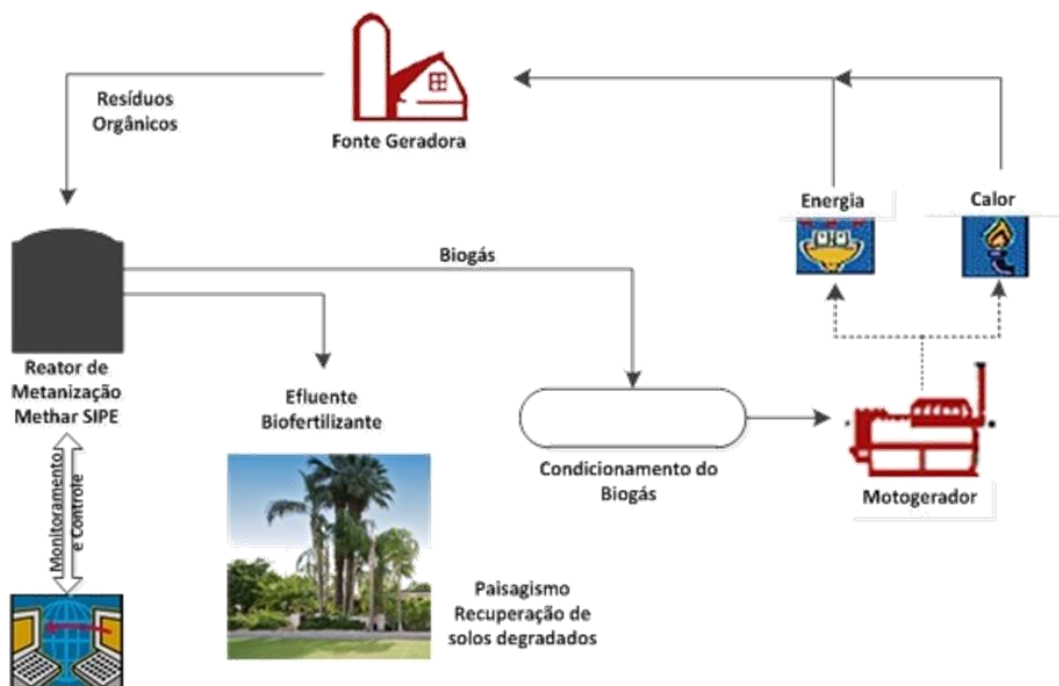 Resíduos
Orgânicos
Fonte Geradora
Energia
Calor
Biogás
Reator de
Metanização
Methar SIPE
Efluente
Biofertilizante
Condicionamento do
Biogás
Motogerador
Monitoramento
e Controle
Paisagismo
Recuperação de
solos degradados